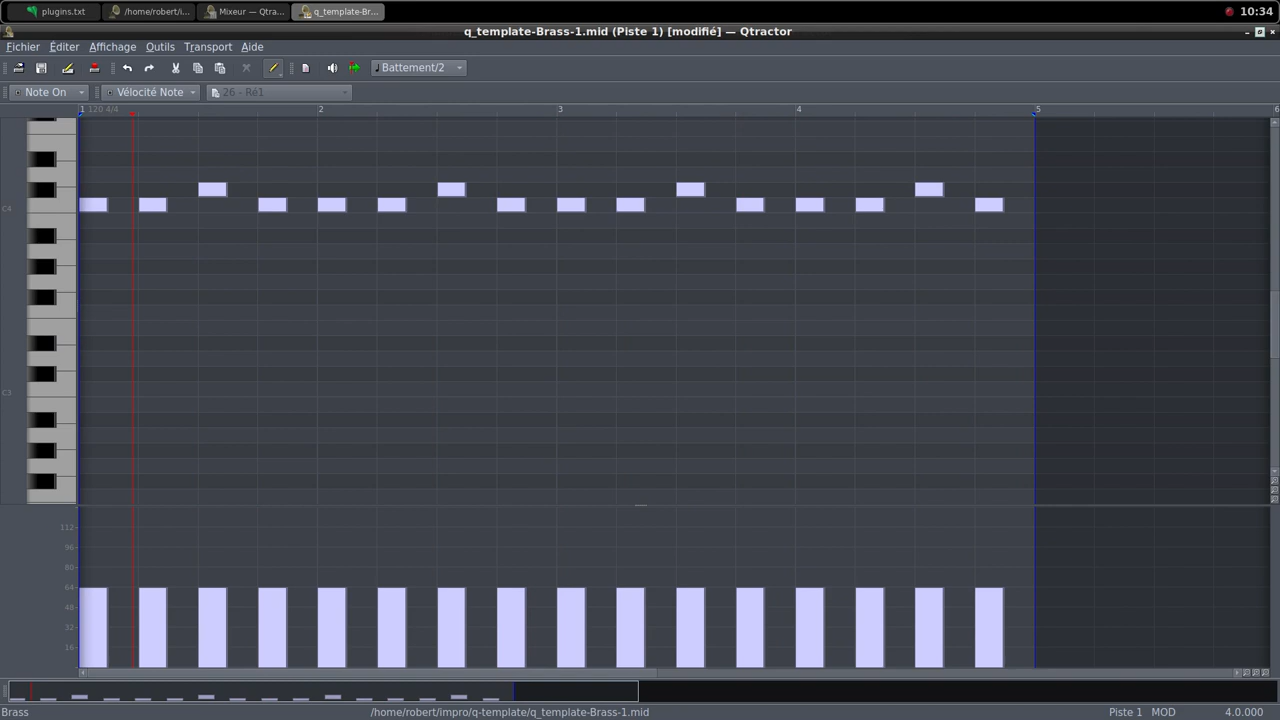 plugins.txt
/home/robert/i...
Mixeur — Qtra...
q_template-Br...
10:34
q_template-Brass-1.mid (Piste 1) [modifié] — Qtractor
Fichier Éditer Affichage Outils Transport Aide
Battement/2
Note On
Vélocité Note
26 - Ré1
1 120 4/4 2 3 4 5 6
C4
C3
112
96
80
64
48
32
16
Brass /home/robert/impro/q-template/q_template-Brass-1.mid Piste 1 MOD 4.0.000